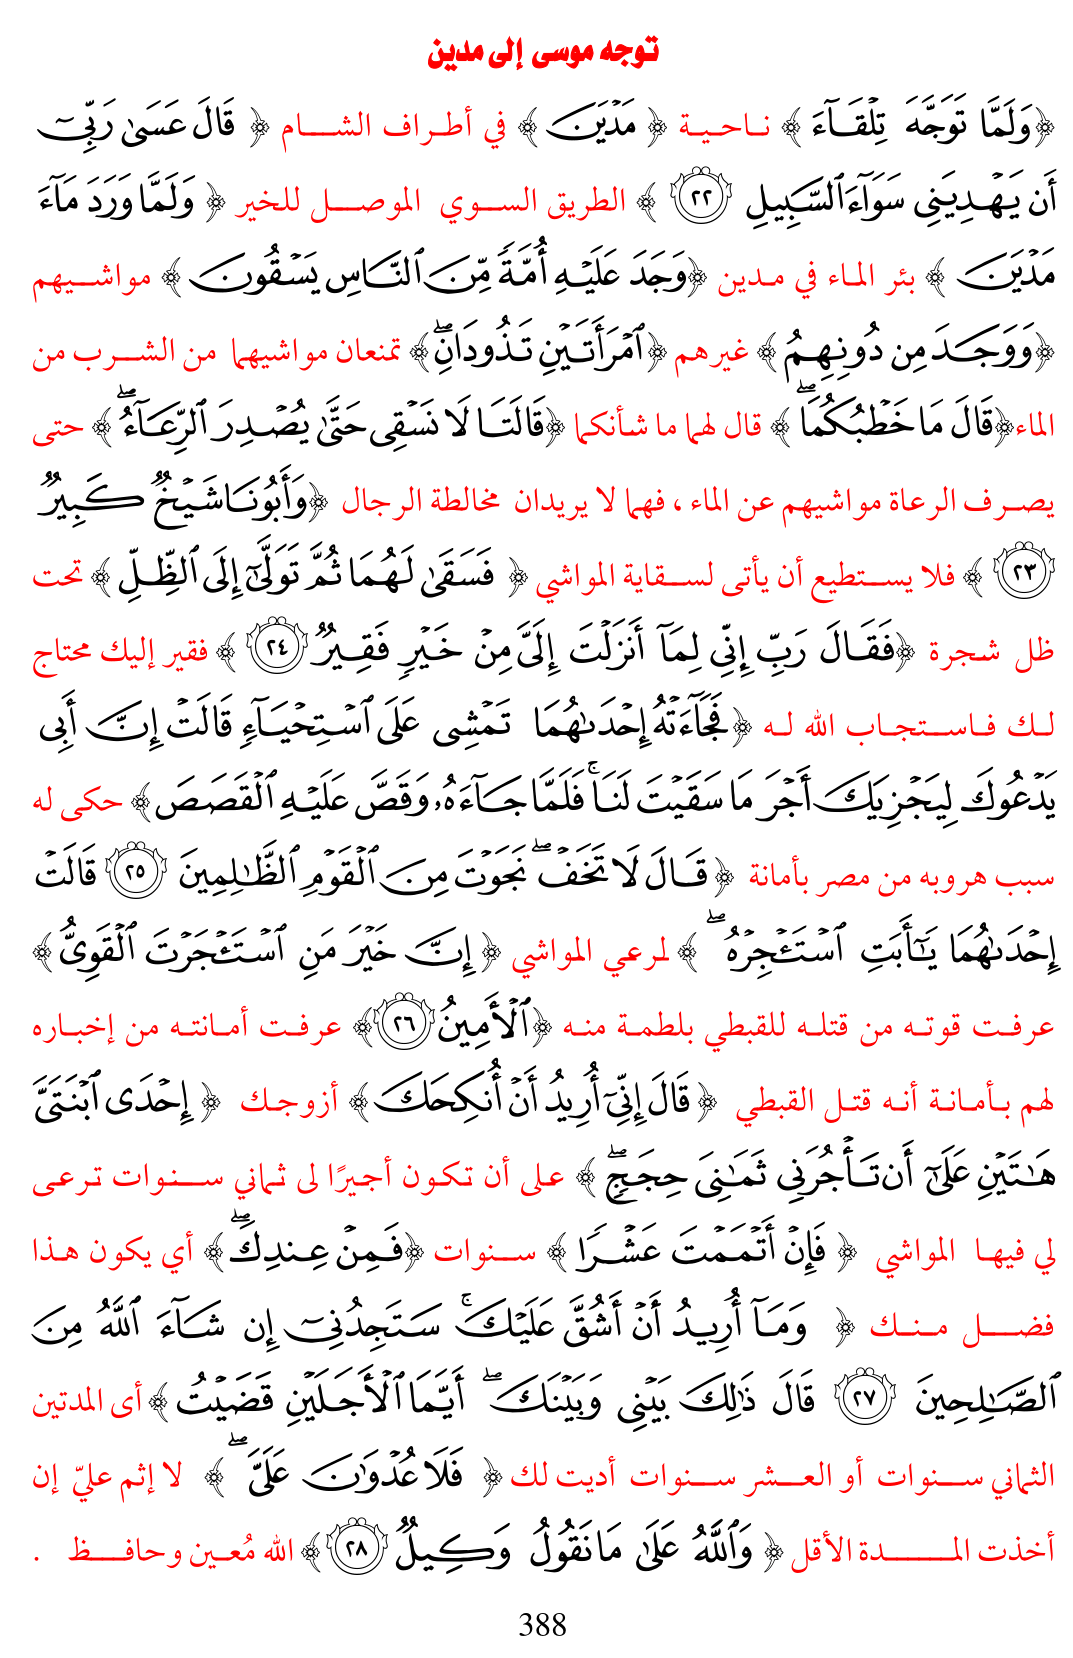 توجه موسى إلى مدين
﴿وَلَمَّا تَوَجَّهَ تِلْقَآءَ ﴾ ناحية ﴿ مَدْيَنَ ﴾ في أطراف الشام ﴿ قَالَ عَسَىٰ رَبِّىٓ
أَن يَهْدِيَنِى سَوَآءَ ٱلسَّبِيلِ ٢٢ ﴾ الطريق السوي الموصل للخير ﴿ وَلَمَّا وَرَدَ مَآءَ
مَدْيَنَ ﴾ بئر الماء في مدين ﴿وَجَدَ عَلَيْهِ أُمَّةً مِّنَ ٱلنَّاسِ يَسْقُونَ ﴾ مواشيهم
﴿وَوَجَدَ مِن دُونِهِمُ ﴾ غيرهم ﴿ٱمْرَأَتَيْنِ تَذُودَانِۖ﴾ تمنعان مواشيهما من الشرب من
الماء﴿قَالَ مَا خَطْبُكُمَاۖ ﴾ قال لهما ما شأنكما ﴿قَالَتَا لَا نَسْقِى حَتَّىٰ يُصْدِرَ ٱلرِّعَآءُۖ﴾ حتى
يصرف الرعاة مواشيهم عن الماء ، فهما لا يريدان مخالطة الرجال ﴿وَأَبُونَا شَيْخٌ كَبِيرٌ
٢٣ ﴾ فلا يستطيع أن يأتى لسقاية المواشي ﴿ فَسَقَىٰ لَهُمَا ثُمَّ تَوَلَّىٰٓ إِلَى ٱلظِّلِّ ﴾ تحت
ظل شجرة ﴿فَقَالَ رَبِّ إِنِّى لِمَآ أَنزَلْتَ إِلَىَّ مِنْ خَيْرٍ فَقِيرٌ ٢٤ ﴾ فقير إليك محتاج
لك فاستجاب الله له ﴿فَجَآءَتْهُ إِحْدَىٰهُمَا تَمْشِى عَلَى ٱسْتِحْيَآءٍ قَالَتْ إِنَّ أَبِى
يَدْعُوكَ لِيَجْزِيَكَ أَجْرَ مَا سَقَيْتَ لَنَاۚ فَلَمَّا جَآءَهُۥ وَقَصَّ عَلَيْهِ ٱلْقَصَصَ ﴾ حكى له
سبب هروبه من مصر بأمانة ﴿ قَالَ لَا تَخَفْۖ نَجَوْتَ مِنَ ٱلْقَوْمِ ٱلظَّٰلِمِينَ ٢٥ قَالَتْ
إِحْدَىٰهُمَا يَٰٓأَبَتِ ٱسْتَـْٔجِرْهُۖ ﴾ لمرعي المواشي ﴿ إِنَّ خَيْرَ مَنِ ٱسْتَـْٔجَرْتَ ٱلْقَوِىُّ ﴾
عرفت قوته من قتله للقبطي بلطمة منه ﴿ٱلْأَمِينُ ٢٦﴾ عرفت أمانته من إخباره
لهم بأمانة أنه قتل القبطي ﴿ قَالَ إِنِّىٓ أُرِيدُ أَنْ أُنكِحَكَ ﴾ أزوجك ﴿ إِحْدَى ٱبْنَتَىَّ
هَٰتَيْنِ عَلَىٰٓ أَن تَأْجُرَنِى ثَمَٰنِىَ حِجَجٍۖ ﴾ على أن تكون أجيرًا لى ثماني سنوات ترعى
لي فيها المواشي ﴿ فَإِنْ أَتْمَمْتَ عَشْرًا ﴾ سنوات ﴿فَمِنْ عِندِكَۖ ﴾ أي يكون هذا
فضل منك ﴿ وَمَآ أُرِيدُ أَنْ أَشُقَّ عَلَيْكَۚ سَتَجِدُنِىٓ إِن شَآءَ ٱللَّهُ مِنَ
ٱلصَّٰلِحِينَ ٢٧ قَالَ ذَٰلِكَ بَيْنِى وَبَيْنَكَۖ أَيَّمَا ٱلْأَجَلَيْنِ قَضَيْتُ ﴾ أى المدتين
الثماني سنوات أو العشر سنوات أديت لك ﴿ فَلَا عُدْوَٰنَ عَلَىَّۖ ﴾ لا إثم عليّ إن
أخذت المدة الأقل ﴿ وَٱللَّهُ عَلَىٰ مَا نَقُولُ وَكِيلٌ ٢٨ ﴾ الله مُعين وحافظ .
388